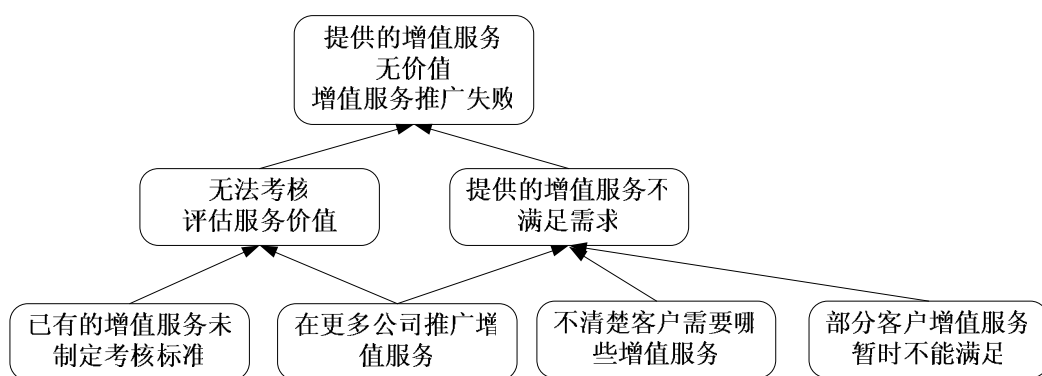 提供的增值服务
无价值
增值服务推广失败
无法考核
评估服务价值
提供的增值服务不
满足需求
已有的增值服务未
制定考核标准
在更多公司推广增
值服务
不清楚客户需要哪
些增值服务
部分客户增值服务
暂时不能满足